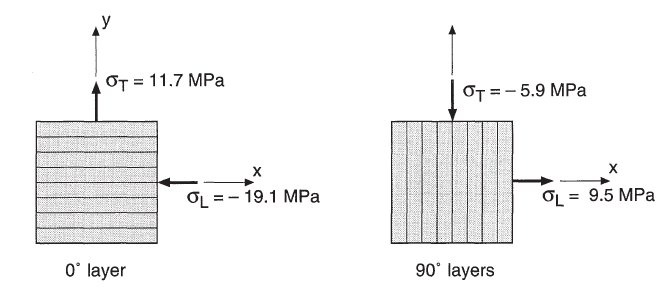 y
σT = 11.7 MPa
x
σL = – 19.1 MPa
0° layer
σT = – 5.9 MPa
x
σL = 9.5 MPa
90° layers